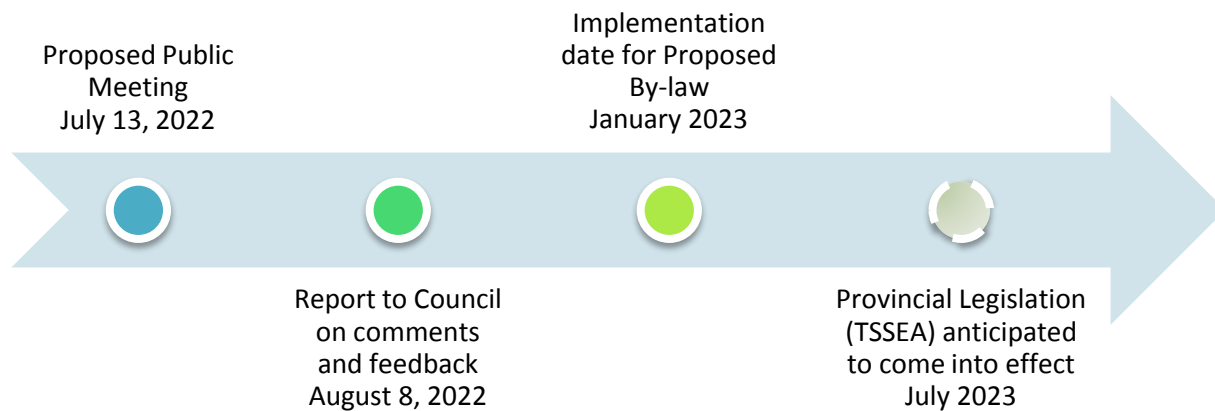 Proposed Public
Meeting
July 13, 2022
Report to Council
on comments
and feedback
August 8, 2022
Implementation
date for Proposed
By-law
January 2023
Provincial Legislation
(TSSEA) anticipated
to come into effect
July 2023